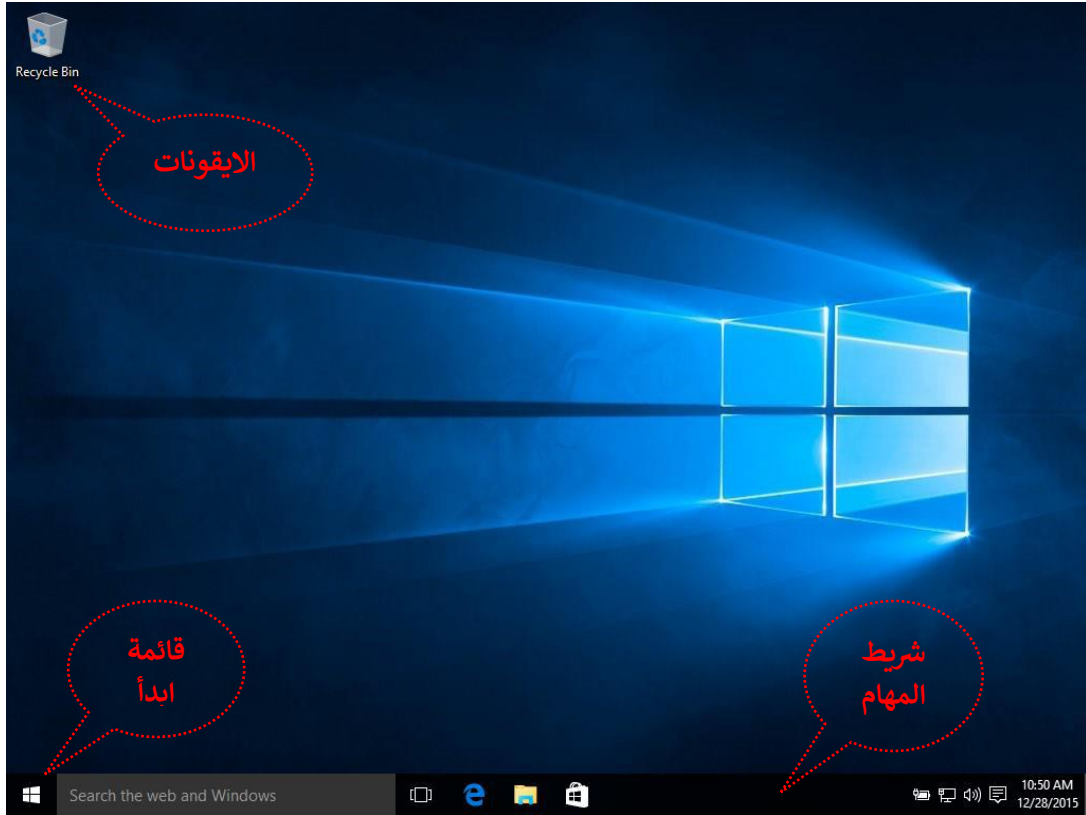 Recycle Bin
الايقونات
قائمة
ابدأ
شريط
المهام
Search the web and Windows
10:50 AM
12/28/2015